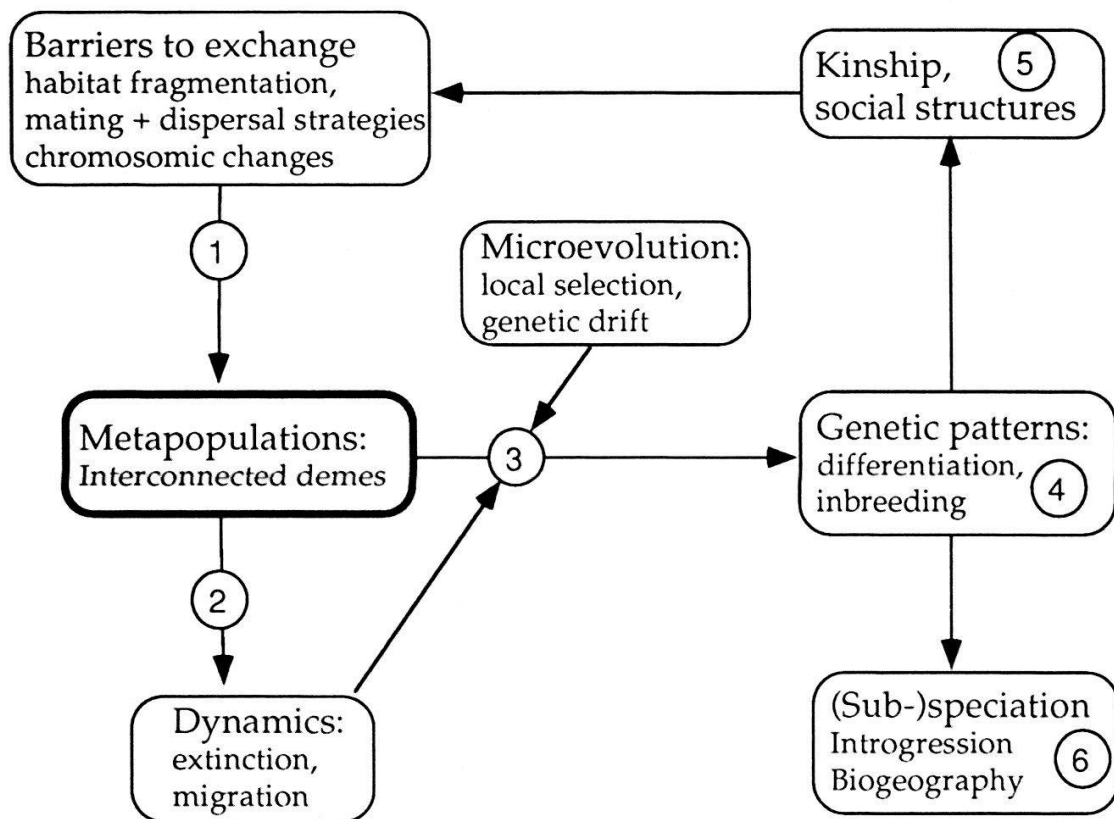 Barriers to exchange
habitat fragmentation,
mating + dispersal strategies
chromosomic changes
Kinship,
social structures
5
1
Microevolution:
local selection,
genetic drift
Metapopulations:
Interconnected demes
3
Genetic patterns:
differentiation,
inbreeding
4
2
Dynamics:
extinction,
migration
(Sub-)speciation
Introgression
Biogeography
6